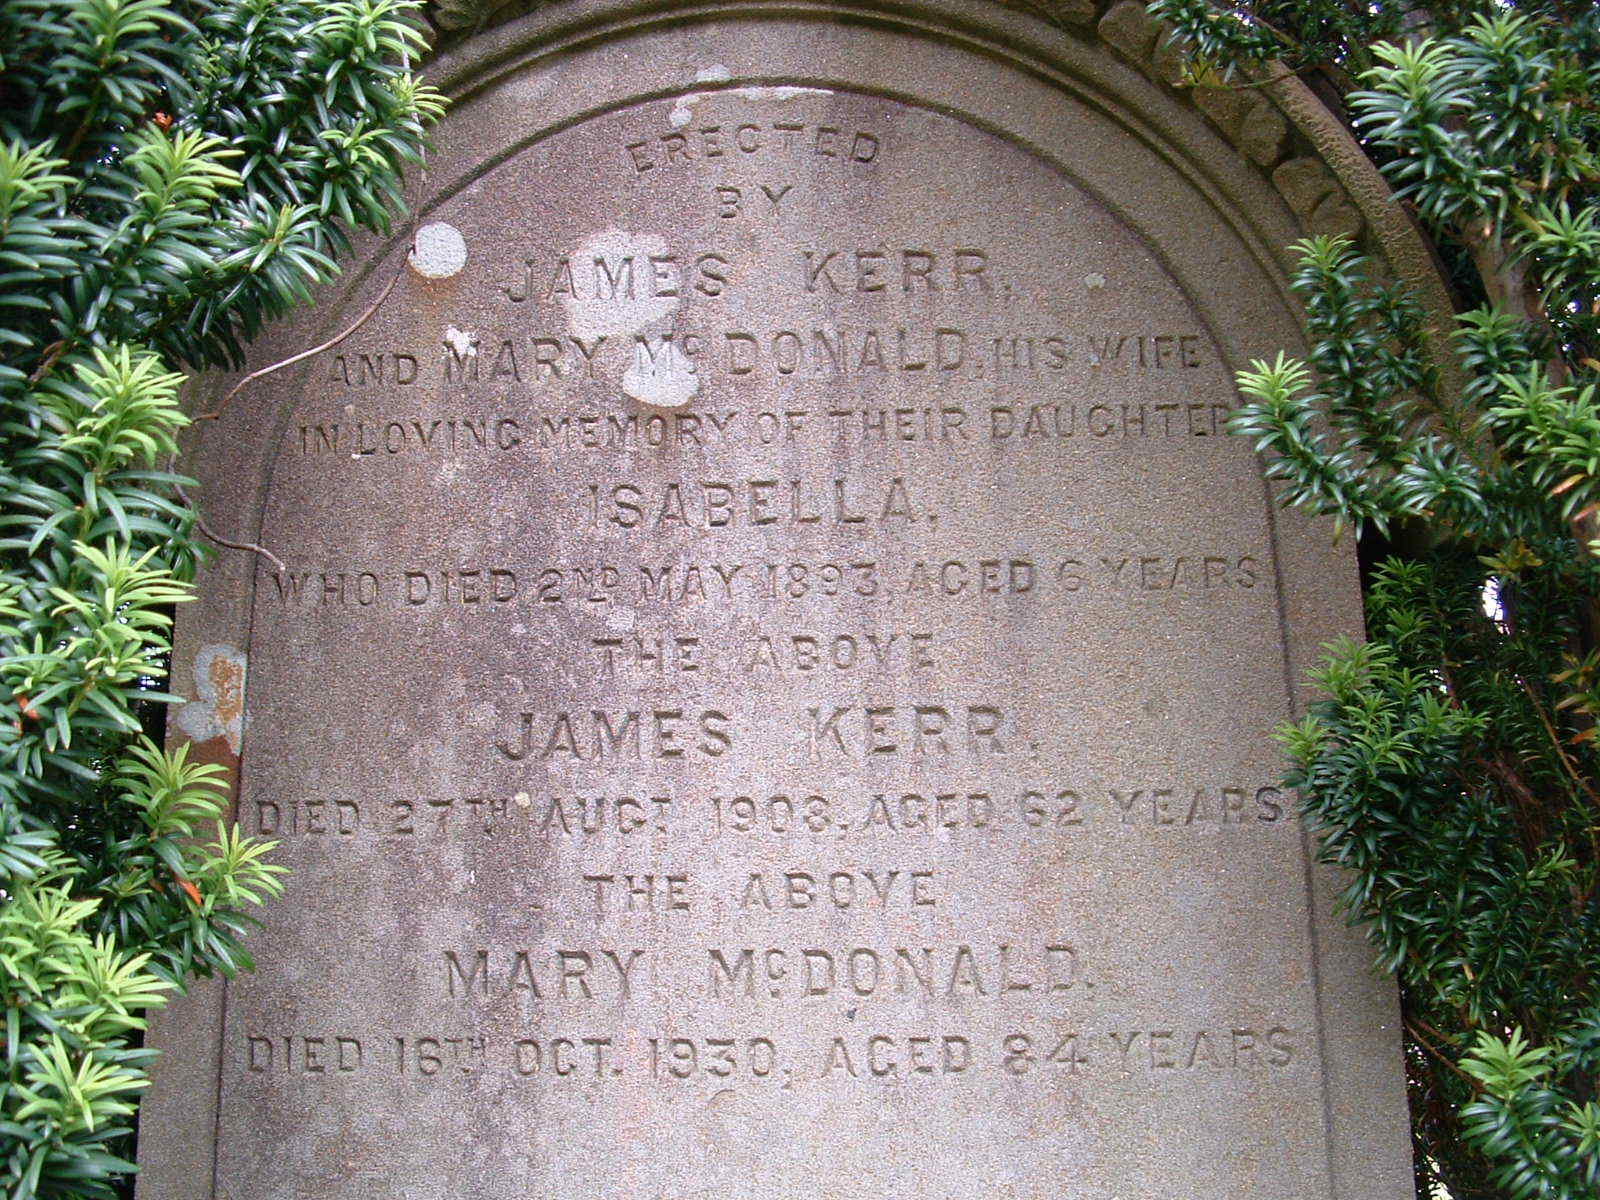 ERECTED
BY
JAMES KERR,
AND MARY McDONALD, HIS WIFE
IN LOVING MEMORY OF THEIR DAUGHTER
ISABELLA,
WHO DIED 2ND MAY 1893, AGED 6 YEARS
THE ABOVE
JAMES KERR,
DIED 27TH AUGT. 1908, AGED 62 YEARS
THE ABOVE
MARY McDONALD,
DIED 16TH OCT. 1930, AGED 84 YEARS